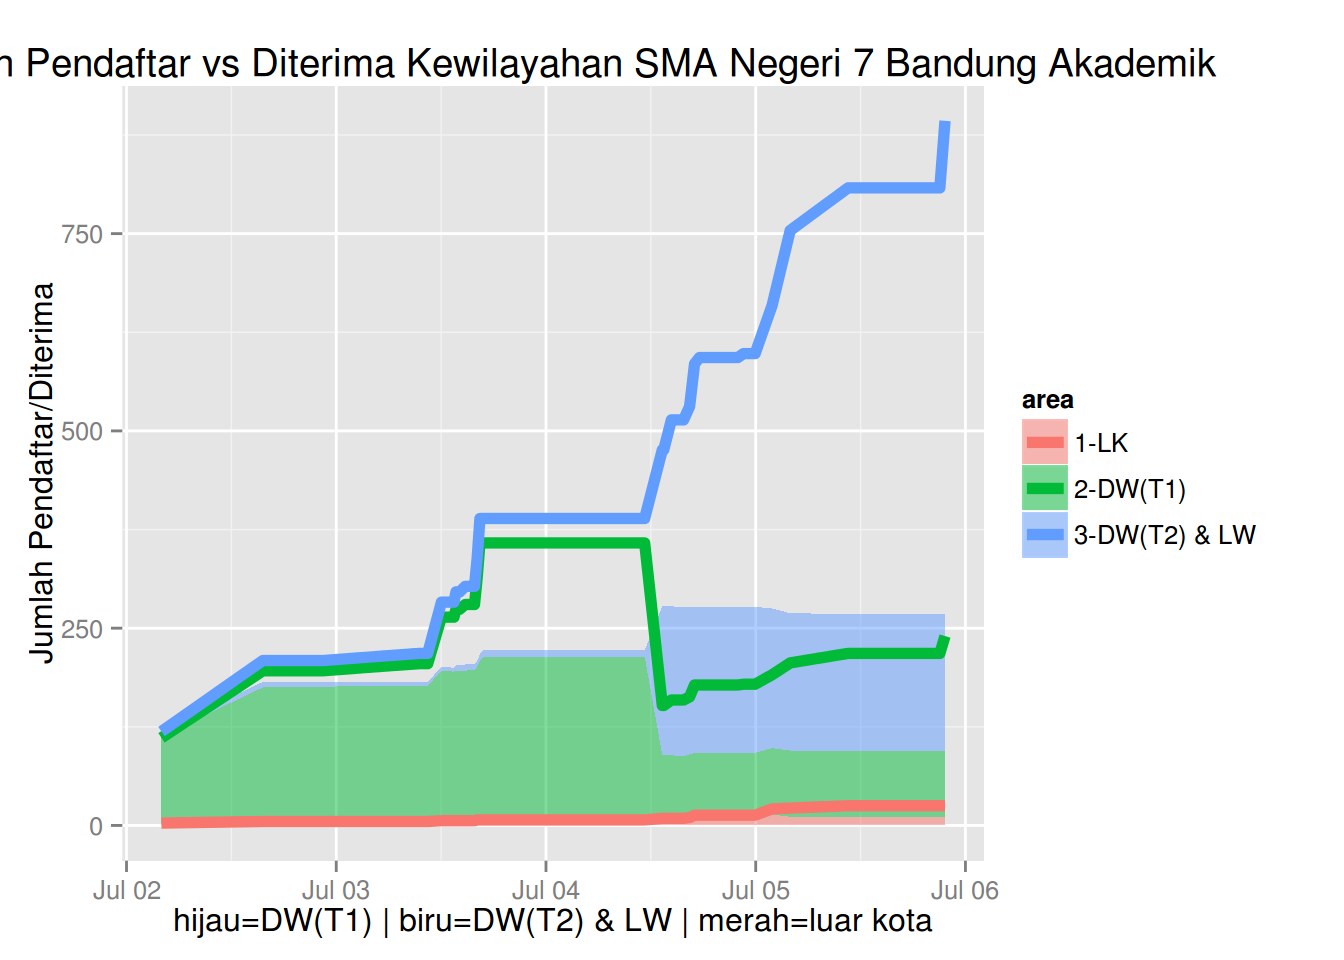 Pendaftar vs Diterima Kewilayahan SMA Negeri 7 Bandung Akademik
Jumlah Pendaftar/Diterima
750
500
250
0
Jul 02 Jul 03 Jul 04 Jul 05 Jul 06
hijau=DW(T1) | biru=DW(T2) & LW | merah=luar kota
area
1-LK
2-DW(T1)
3-DW(T2) & LW